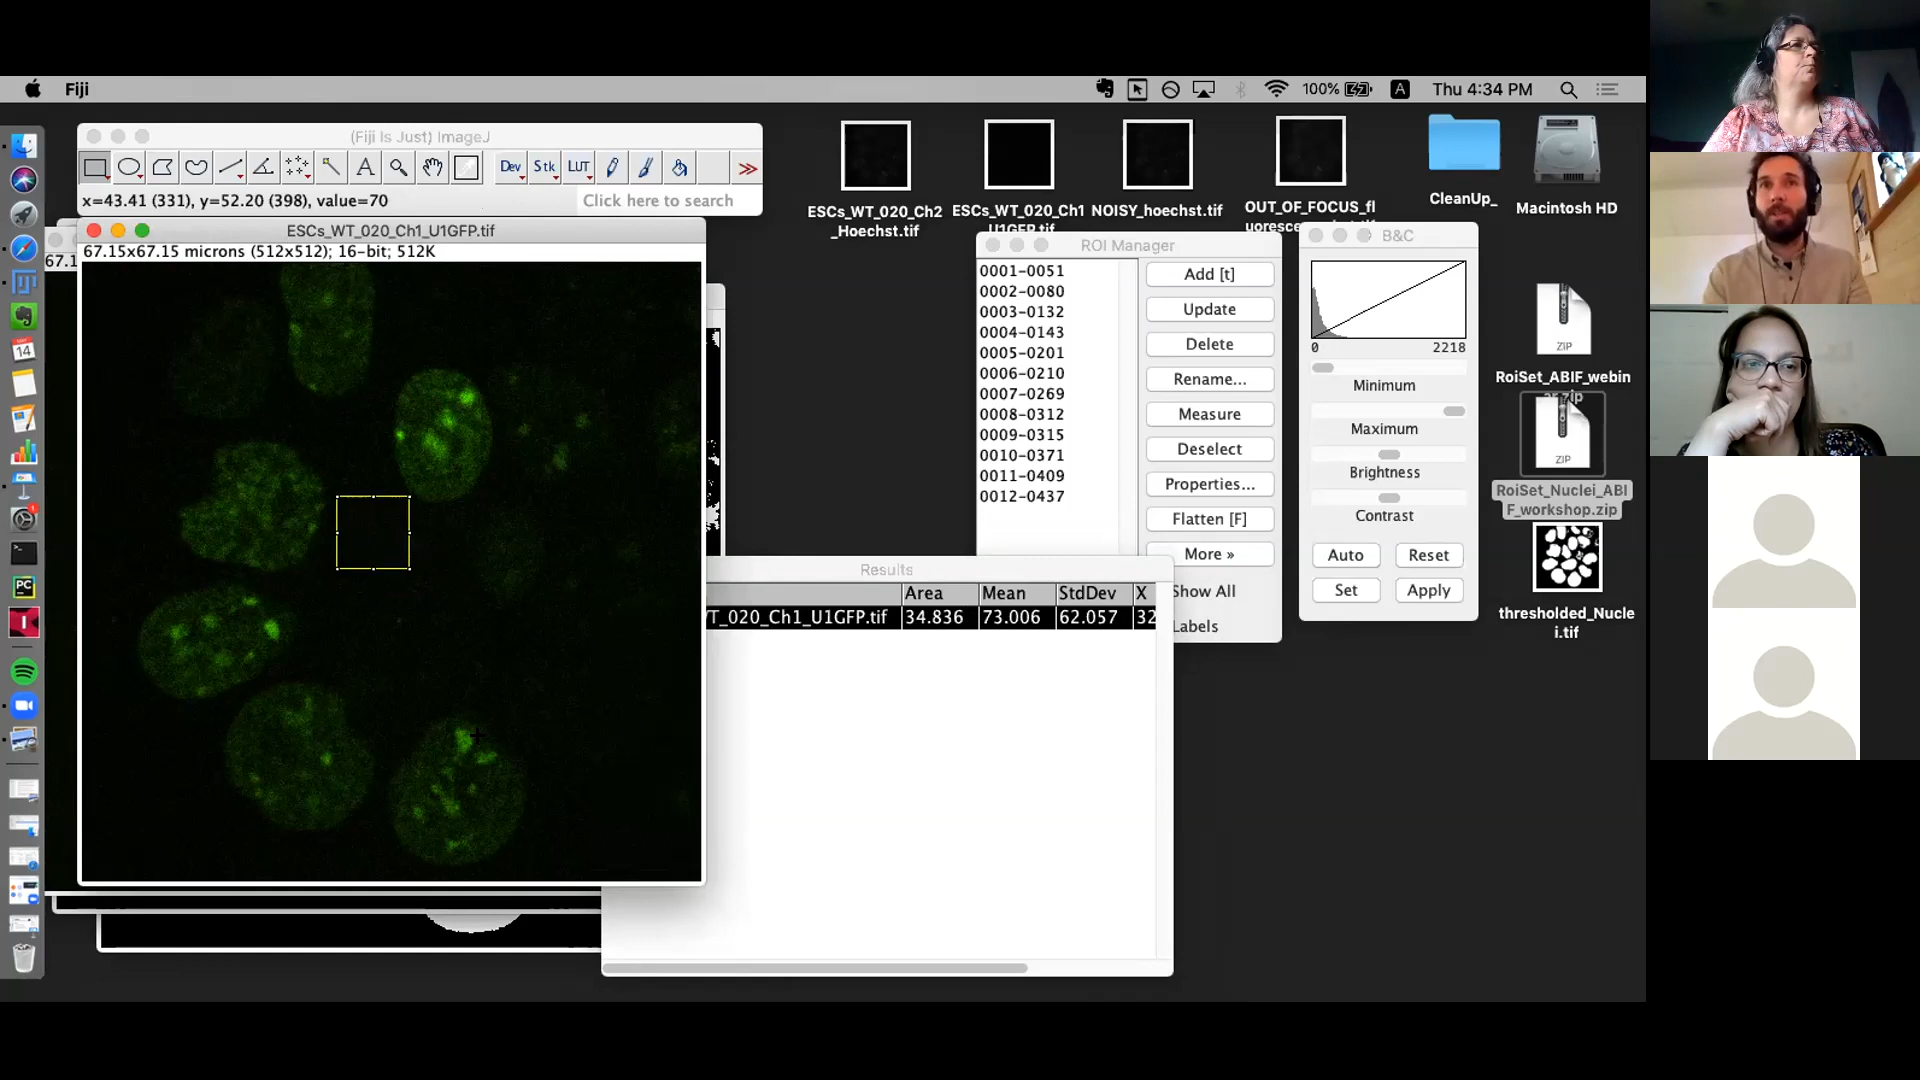 Fiji
100%
A
Thu 4:34 PM
(Fiji Is Just) ImageJ
A
Dev
Stk
LUT
>>
x=43.41 (331), y=52.20 (398), value=70
Click here to search
ESCs_WT_020_Ch1_U1GFP.tif
67.15x67.15 microns (512x512); 16-bit; 512K
67.1
ESCs_WT_020_Ch2
_Hoechst.tif
ESCs_WT_020_Ch1
U1GFP.tif
NOISY_hoechst.tif
OUT_OF_FOCUS_fl
CleanUp_
Macintosh HD
ROI Manager
0001-0051
0002-0080
0003-0132
0004-0143
0005-0201
0006-0210
0007-0269
0008-0312
0009-0315
0010-0371
0011-0409
0012-0437
Add [t]
Update
Delete
Rename...
Measure
Deselect
Properties...
Flatten [F]
More »
Show All
Labels
B&C
0
2218
Minimum
Maximum
Brightness
Contrast
Auto
Reset
Set
Apply
ZIP
RoiSet_ABIF_webin
ZIP
RoiSet_Nuclei_ABI
F_workshop.zip
thresholded_Nucle
i.tif
Results
Area
Mean
StdDev
X
T_020_Ch1_U1GFP.tif
34.836
73.006
62.057
32
14
PC
1